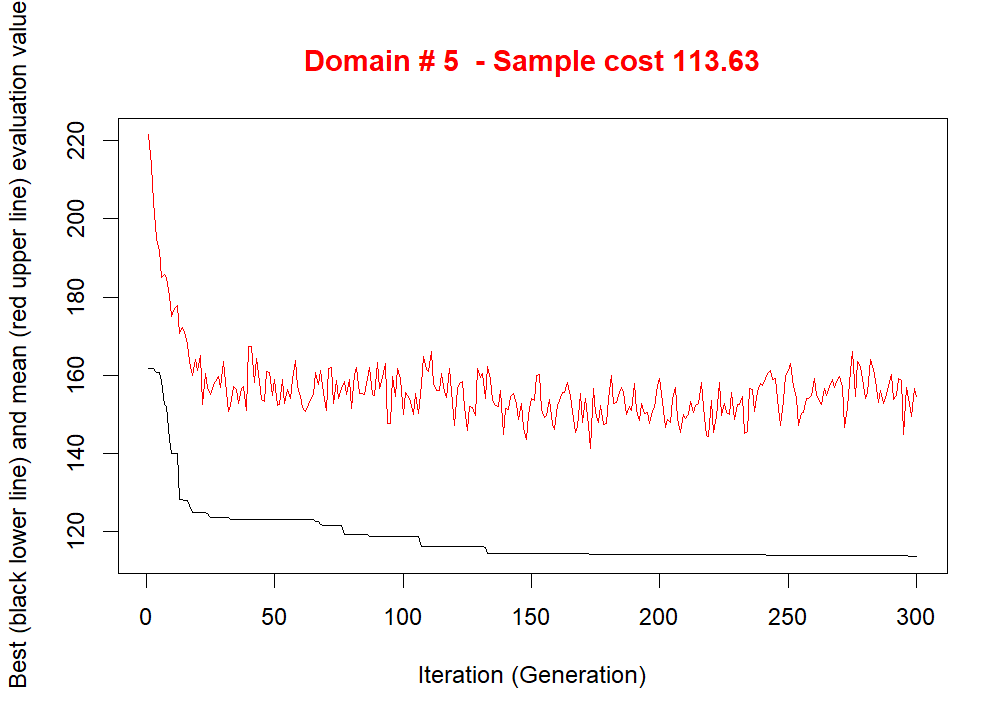 Domain # 5  - Sample cost 113.63
Best (black lower line) and mean (red upper line) evaluation value
220
200
180
160
140
120
0 50 100 150 200 250 300
Iteration (Generation)